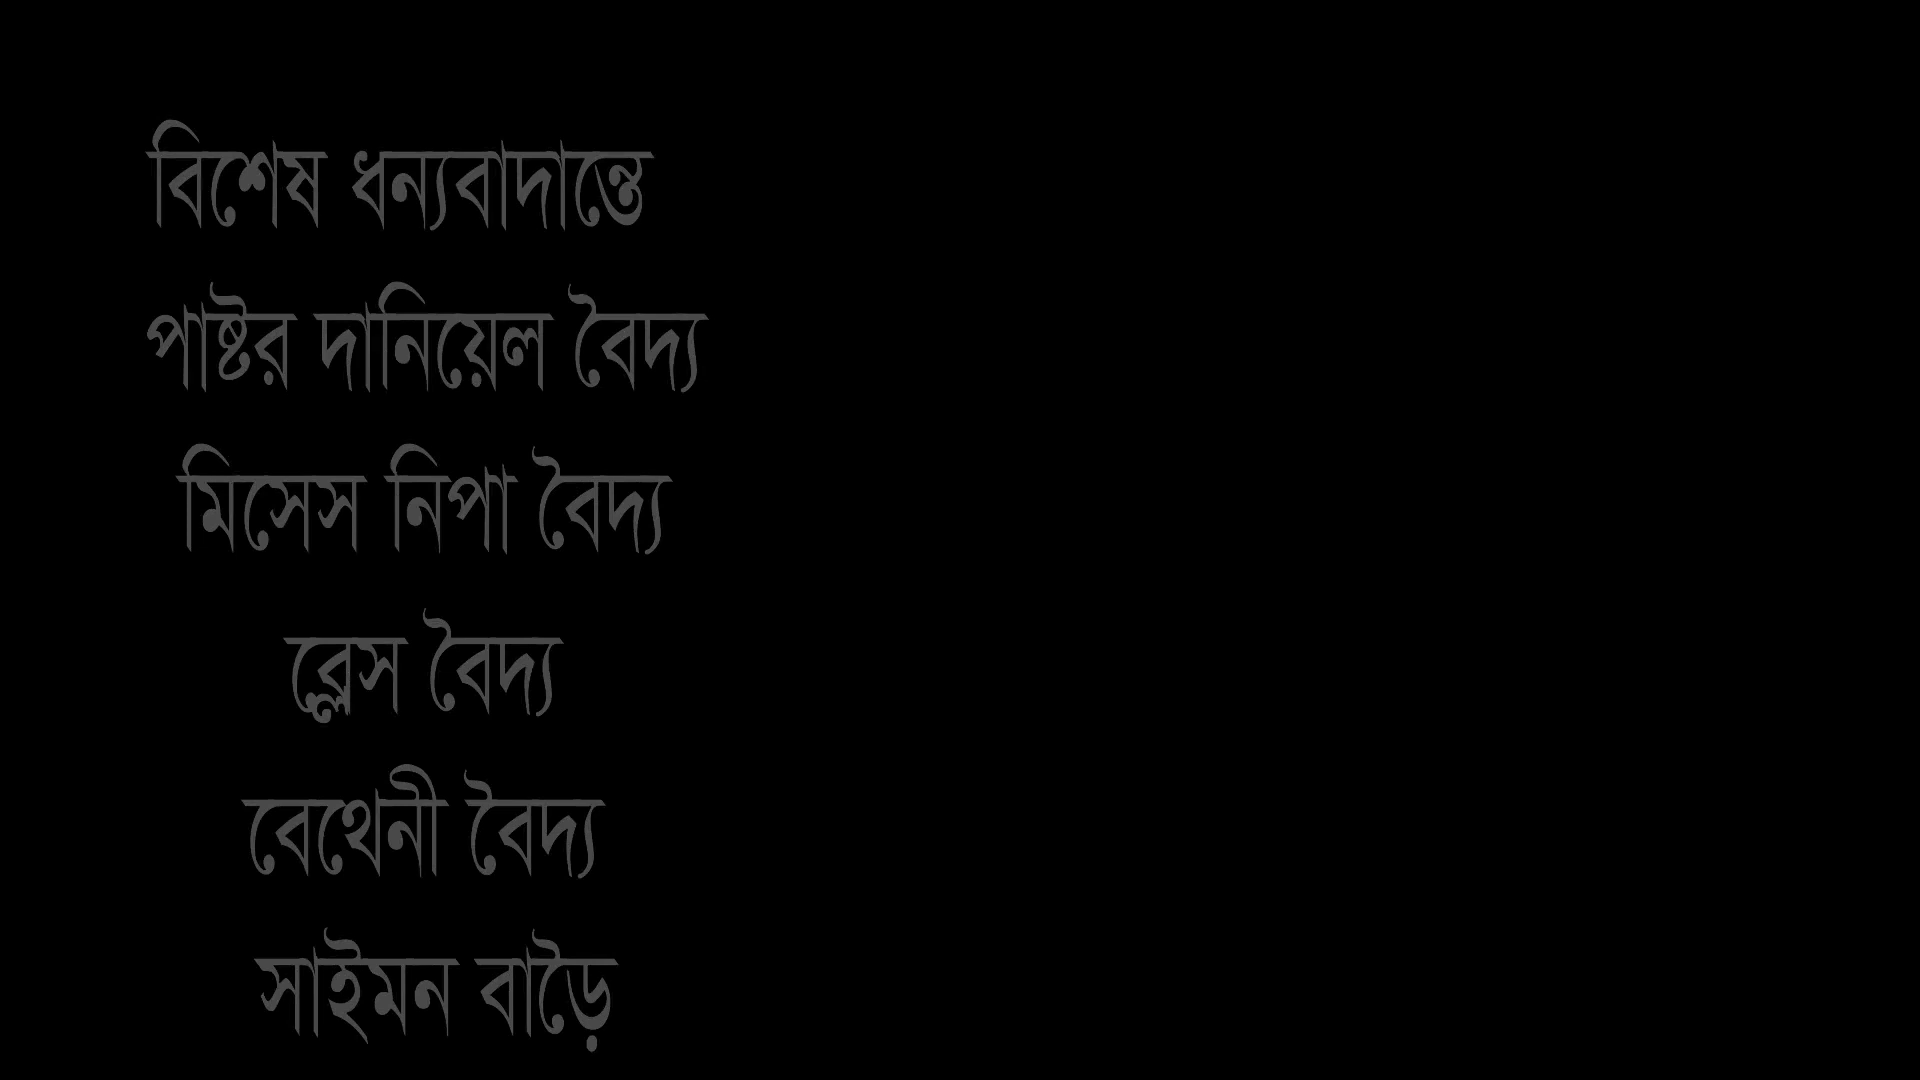 বিশেষ ধন্যবাদান্তে
পাষ্টর দানিয়েল বৈদ্য
মিসেস নিপা বৈদ্য
ব্লেস বৈদ্য
বেথেনী বৈদ্য
সাইমন বাড়ৈ